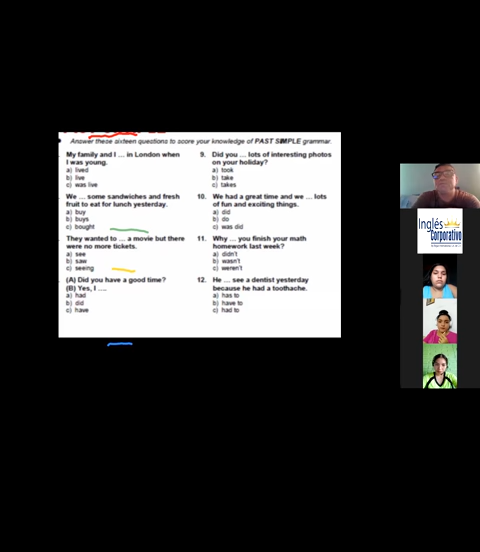 Answer these sixteen questions to score your knowledge of PAST SIMPLE grammar.
My family and I ... in London when
I was young.
a) lived
b) live
c) was live
We ... some sandwiches and fresh
fruit to eat for lunch yesterday.
a) buy
b) buys
c) bought
They wanted to ... a movie but there
were no more tickets.
a) see
b) saw
c) seeing
(A) Did you have a good time?
(B) Yes, I ....
a) had
b) did
c) have
9. Did you ... lots of interesting photos
on your holiday?
a) took
b) take
c) takes
10. We had a great time and we ... lots
of fun and exciting things.
a) did
b) do
c) was did
11. Why ... you finish your math
homework last week?
a) didn't
b) wasn't
c) weren't
12. He ... see a dentist yesterday
because he had a toothache.
a) has to
b) have to
c) had to
Inglés
Corporativo